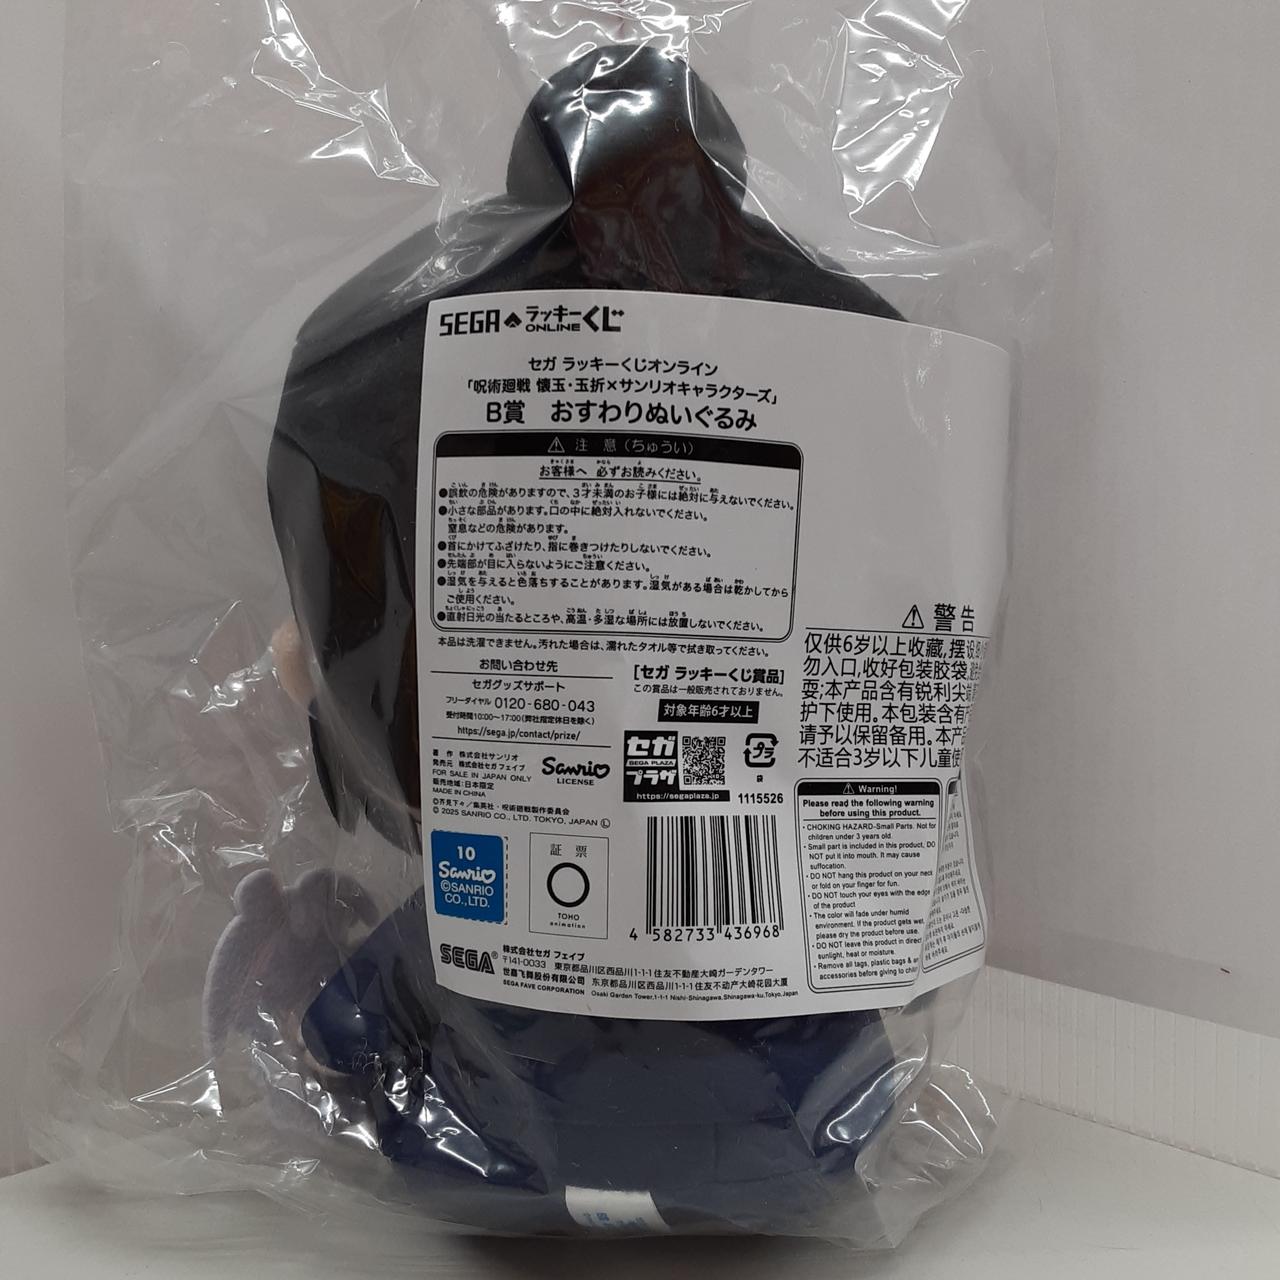 SEGA ラッキーくじ ONLINE
セガ ラッキーくじオンライン
「呪術廻戦 懐玉・玉折×サンリオキャラクターズ」
B賞 おすわりぬいぐるみ
⚠ 注 意（ちゅうい）
お客様へ 必ずお読みください。
●誤飲の危険がありますので、3才未満のお子様には絶対に与えないでください。
●小さな部品があります。口の中に絶対入れないでください。
窒息などの危険があります。
●首にかけてふざけたり、指に巻きつけたりしないでください。
●先端部が目に入らないようにご注意ください。
●湿気を与えると色落ちすることがあります。湿気がある場合は乾かしてから
ご使用ください。
●直射日光の当たるところや、高温・多湿な場所には放置しないでください。
本品は洗濯できません。汚れた場合は、濡れたタオル等で拭き取ってください。
お問い合わせ先
セガグッズサポート
フリーダイヤル 0120-680-043
受付時間10:00～17:00（弊社指定休日を除く）
https://sega.jp/contact/prize/
[セガ ラッキーくじ賞品]
この賞品は一般販売されておりません。
対象年齢6才以上
セガ
SEGA PLAZA
プラザ
https://segaplaza.jp
プラ
袋
1115526
著 作 株式会社サンリオ
発売元 株式会社セガ フェイブ
FOR SALE IN JAPAN ONLY
販売地域:日本限定
MADE IN CHINA
©芥見下々／集英社・呪術廻戦製作委員会
© 2025 SANRIO CO., LTD. TOKYO, JAPAN Ⓛ
Sanrio
LICENSE
10
Sanrio
©SANRIO
CO.,LTD.
証 票
TOHO
animation
4 582733 436968
SEGA®
株式会社セガ フェイブ
〒141-0033 東京都品川区西品川1-1-1 住友不動産大崎ガーデンタワー
世嘉飞舞股份有限公司 东京都品川区西品川1-1-1 住友不动产大崎花园大厦
SEGA FAVE CORPORATION Osaki Garden Tower,1-1-1 Nishi-Shinagawa,Shinagawa-ku,Tokyo,Japan
⚠ 警告
仅供6岁以上收藏,摆设
勿入口,收好包装胶袋,
耍;本产品含有锐利尖
护下使用。本包装含有
请予以保留备用。本产
不适合3岁以下儿童使
⚠ Warning!
Please read the following warning
before using this product.
・CHOKING HAZARD-Small Parts. Not for
children under 3 years old.
・Small part is included in this product, DO
NOT put it into mouth. It may cause
suffocation.
・DO NOT hang this product on your neck
or fold on your finger for fun.
・DO NOT touch your eyes with the edge
of the product
・The color will fade under humid
environment. If the product gets wet,
please dry the product before use.
・DO NOT leave this product in direct
sunlight, heat or moisture.
・Remove all tags, plastic bags &
accessories before giving to